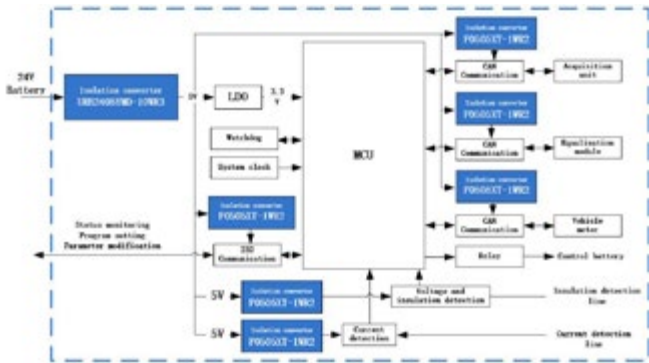 24V
Battery
Isolation converter
URB2405YMD-10WR3
5V
LDO
3.3
V
Watchdog
System clock
Isolation converter
F0505XT-1WR2
Status monitoring
Program setting
Parameter modification
Communication
5V
Isolation converter
F0505XT-1WR2
5V
Isolation converter
F0505XT-1WR2
MCU
Isolation converter
F0505XT-1WR2
CAN
Communication
Acquisition
unit
Isolation converter
F0505XT-1WR2
CAN
Communication
Equalization
module
Isolation converter
F0505XT-1WR2
CAN
Communication
Vehicle
meter
Relay
Control battery
Voltage and
insulation detection
Insulation detection
line
Current
detection
Current detection
line